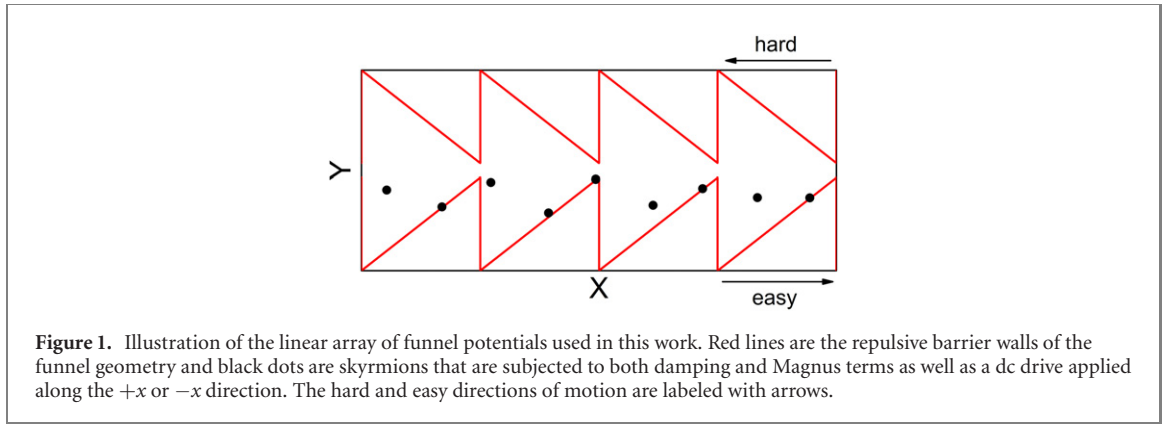 hard
Y
X
easy
Figure 1. Illustration of the linear array of funnel potentials used in this work. Red lines are the repulsive barrier walls of the
funnel geometry and black dots are skyrmions that are subjected to both damping and Magnus terms as well as a dc drive applied
along the +x or −x direction. The hard and easy directions of motion are labeled with arrows.